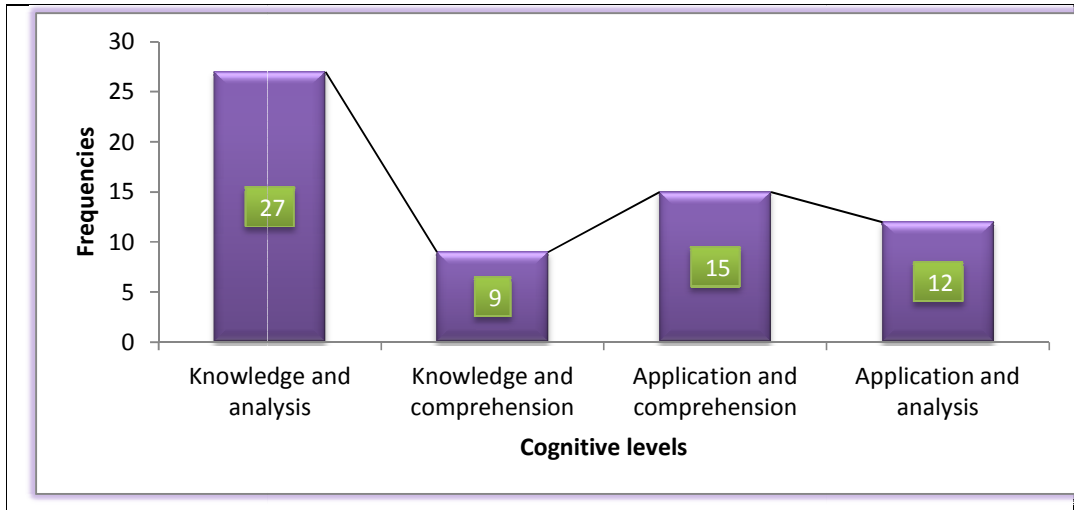 30
25
20
15
10
5
0
Frequencies
27
9
15
12
Knowledge and analysis
Knowledge and comprehension
Application and comprehension
Application and analysis
Cognitive levels